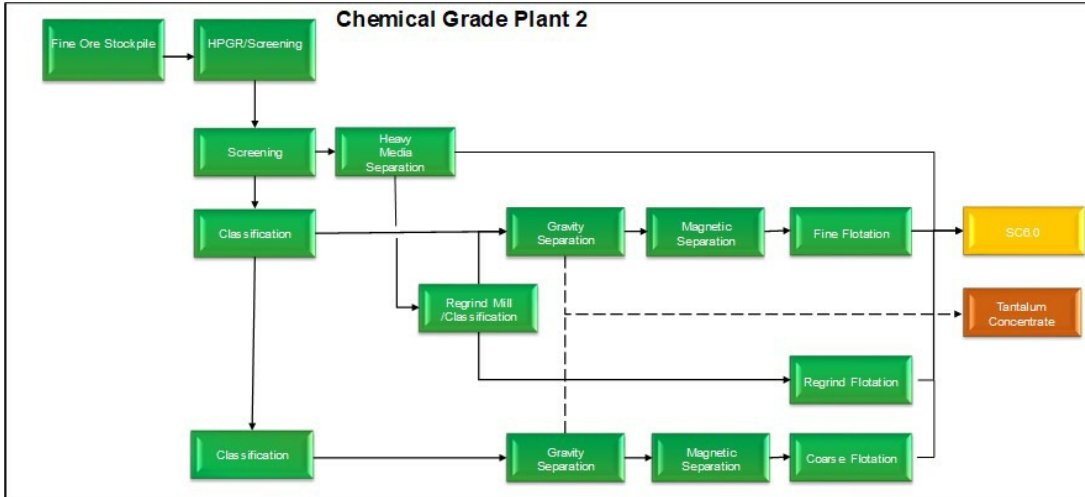 Chemical Grade Plant 2
Fine Ore Stockpile
HPGR/Screening
Screening
Heavy
Media
Separation
Classification
Gravity
Separation
Magnetic
Separation
Fine Flotation
SC6.0
Regrind Mill
/Classification
Tantalum
Concentrate
Regrind Flotation
Classification
Gravity
Separation
Magnetic
Separation
Coarse Flotation